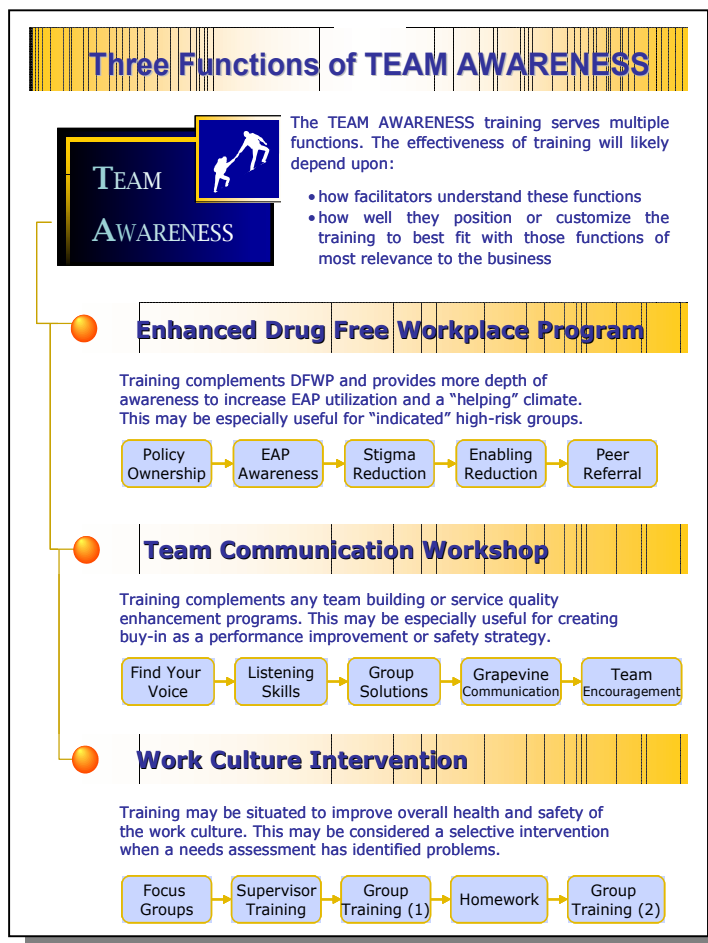 Three Functions of TEAM AWARENESS
TEAM
AWARENESS
The TEAM AWARENESS training serves multiple
functions. The effectiveness of training will likely
depend upon:
• how facilitators understand these functions
• how well they position or customize the
training to best fit with those functions of
most relevance to the business
Enhanced Drug Free Workplace Program
Training complements DFWP and provides more depth of
awareness to increase EAP utilization and a “helping” climate.
This may be especially useful for “indicated” high-risk groups.
Policy
Ownership
EAP
Awareness
Stigma
Reduction
Enabling
Reduction
Peer
Referral
Team Communication Workshop
Training complements any team building or service quality
enhancement programs. This may be especially useful for creating
buy-in as a performance improvement or safety strategy.
Find Your
Voice
Listening
Skills
Group
Solutions
Grapevine
Communication
Team
Encouragement
Work Culture Intervention
Training may be situated to improve overall health and safety of
the work culture. This may be considered a selective intervention
when a needs assessment has identified problems.
Focus
Groups
Supervisor
Training
Group
Training (1)
Homework
Group
Training (2)